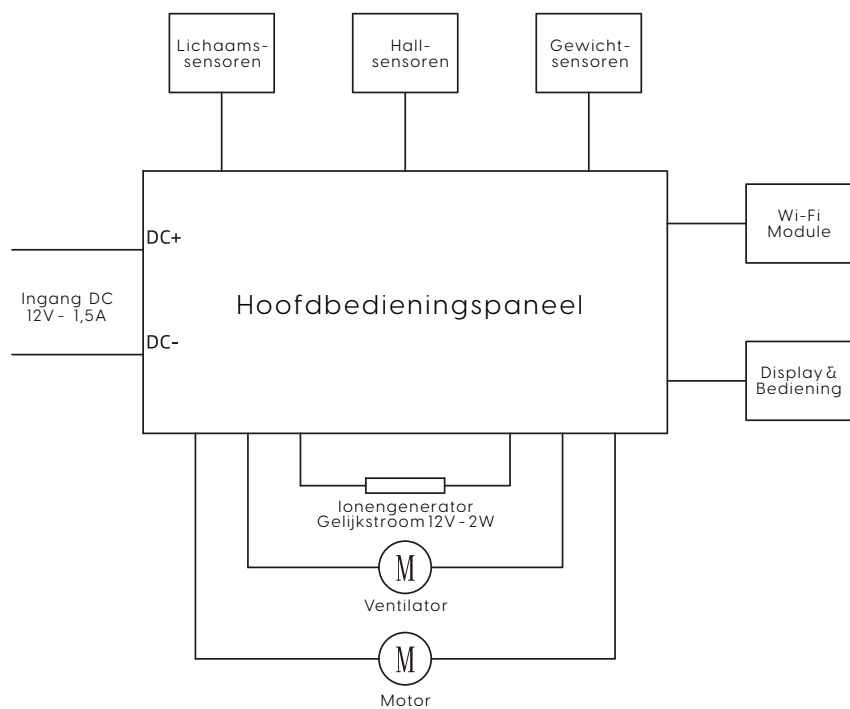 Lichaams-
sensoren
Hall-
sensoren
Gewicht-
sensoren
Wi-Fi
Module
DC+
Ingang DC
12V - 1,5A
Hoofdbedieningspaneel
DC-
Display &
Bediening
Ionengenerator
Gelijkstroom 12V - 2W
M
Ventilator
M
Motor